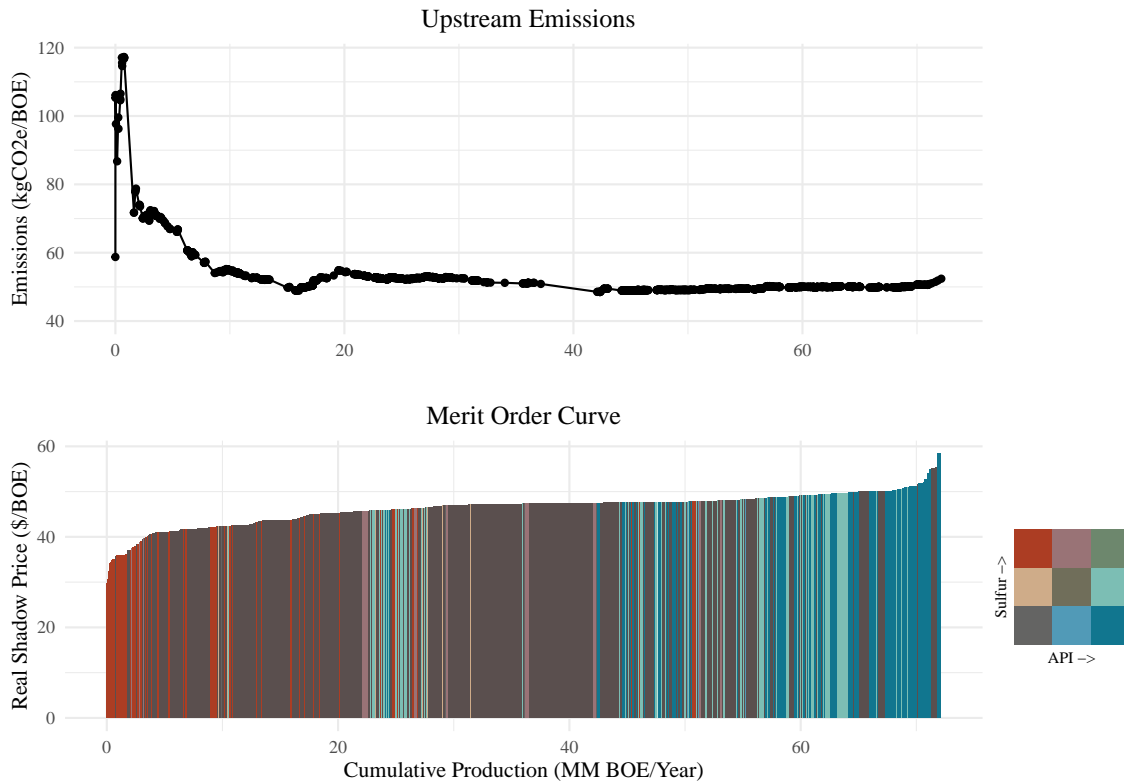 Upstream Emissions
Emissions (kgCO2e/BOE)
120
100
80
60
40
0
20
40
60
Merit Order Curve
Real Shadow Price ($/BOE)
60
40
20
0
0
20
40
60
Cumulative Production (MM BOE/Year)
Sulfur −>
API −>